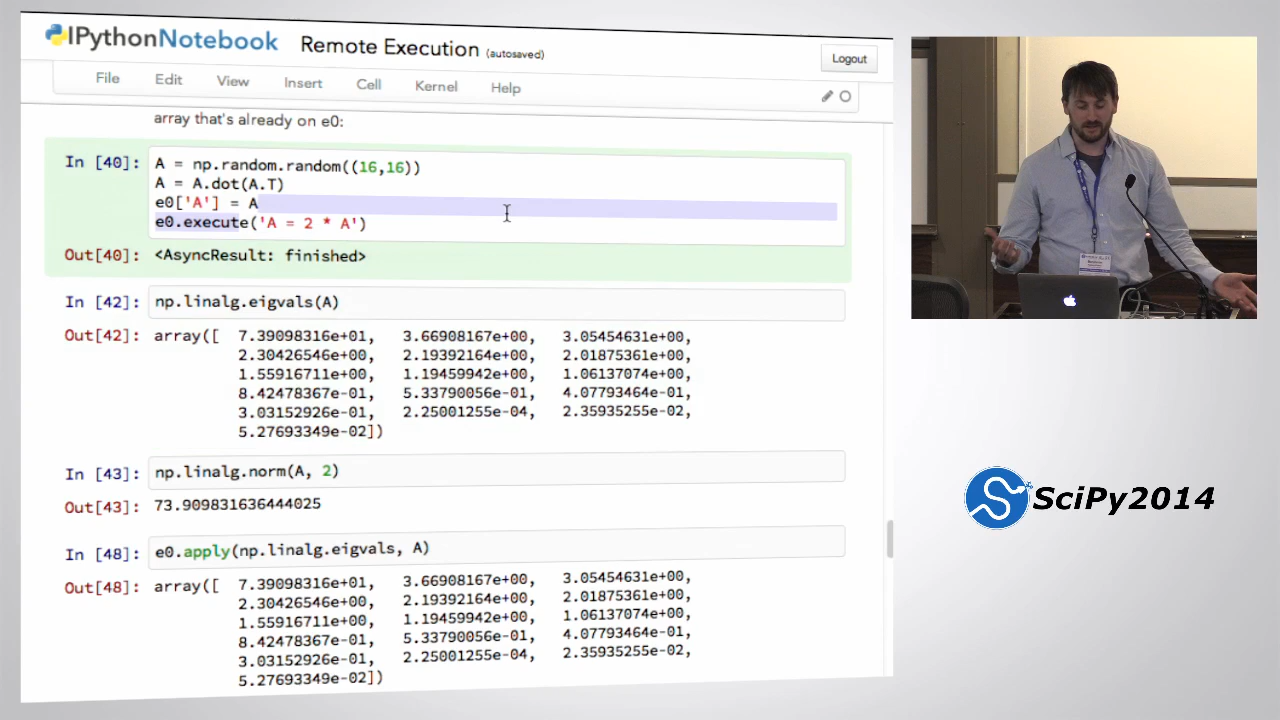 IPythonNotebook Remote Execution (autosaved)
Logout
File Edit View Insert Cell Kernel Help
array that's already on e0:
In [40]: A = np.random.random((16,16))
A = A.dot(A.T)
e0['A'] = A
e0.execute('A = 2 * A')
Out[40]: <AsyncResult: finished>
In [42]: np.linalg.eigvals(A)
Out[42]: array([ 7.39098316e+01, 3.66908167e+00, 3.05454631e+00,
2.30426546e+00, 2.19392164e+00, 2.01875361e+00,
1.55916711e+00, 1.19459942e+00, 1.06137074e+00,
8.42478367e-01, 5.33790056e-01, 4.07793464e-01,
3.03152926e-01, 2.25001255e-04, 2.35935255e-02,
5.27693349e-02])
In [43]: np.linalg.norm(A, 2)
Out[43]: 73.909831636444025
In [48]: e0.apply(np.linalg.eigvals, A)
Out[48]: array([ 7.39098316e+01, 3.66908167e+00, 3.05454631e+00,
2.30426546e+00, 2.19392164e+00, 2.01875361e+00,
1.55916711e+00, 1.19459942e+00, 1.06137074e+00,
8.42478367e-01, 5.33790056e-01, 4.07793464e-01,
3.03152926e-01, 2.25001255e-04, 2.35935255e-02,
5.27693349e-02])
SciPy2014